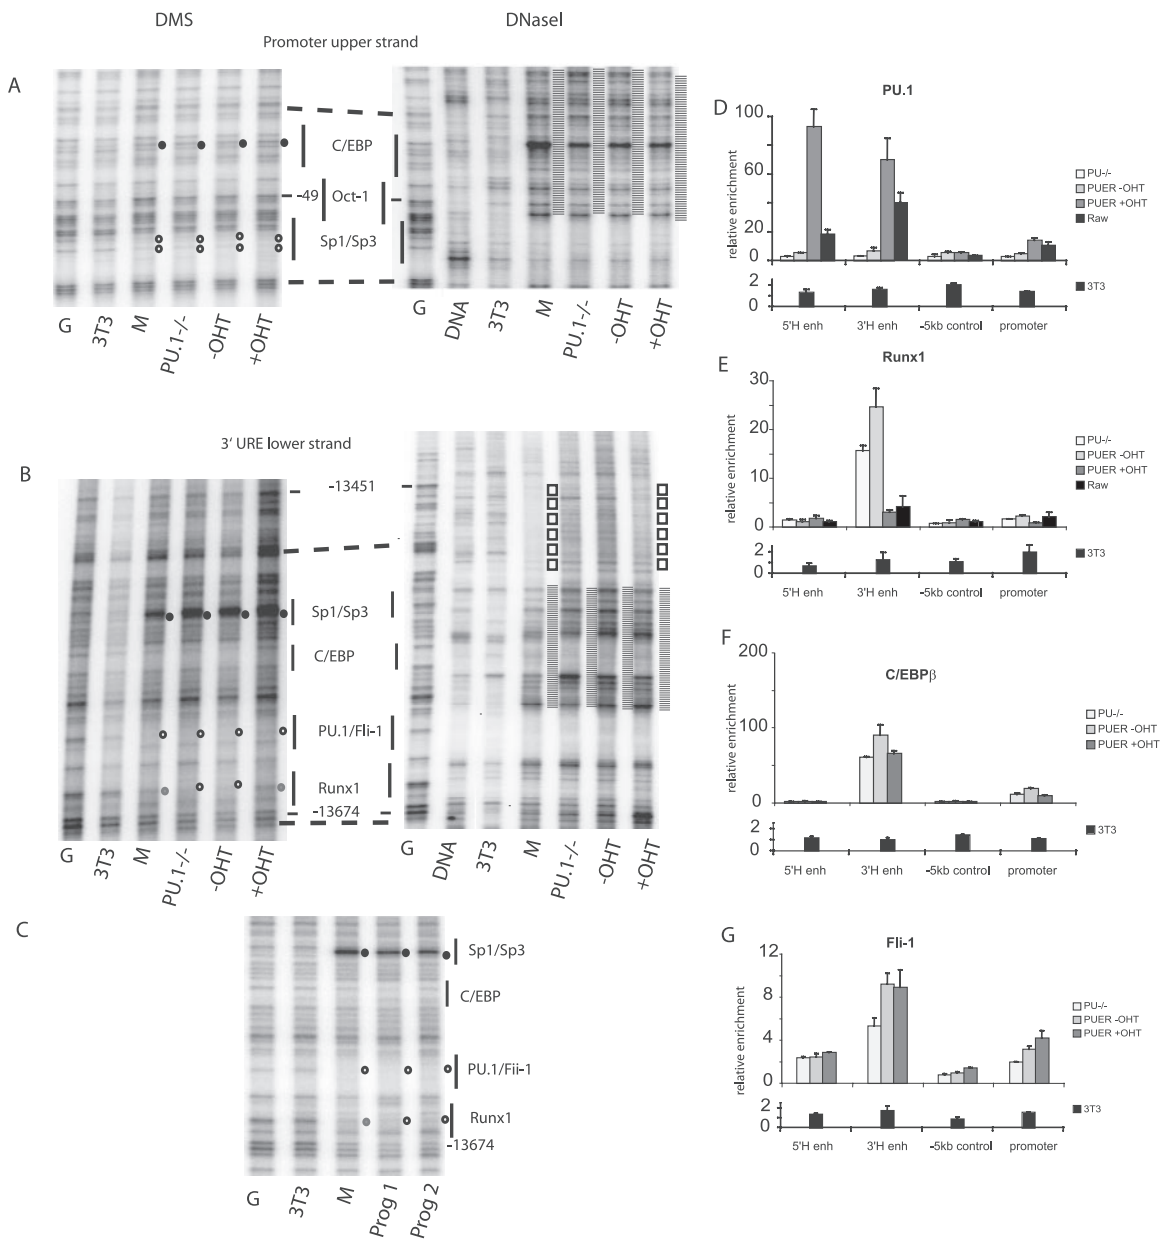 DMS
DNaseI
Promoter upper strand
A
C/EBP
-49
Oct-1
Sp1/Sp3
G
3T3
M
PU.1-/-
-OHT
+OHT
G
DNA
3T3
M
PU.1-/-
-OHT
+OHT
3' URE lower strand
B
-13451
Sp1/Sp3
C/EBP
PU.1/Fli-1
Runx1
-13674
G
3T3
M
PU.1-/-
-OHT
+OHT
G
DNA
3T3
M
PU.1-/-
-OHT
+OHT
C
Sp1/Sp3
C/EBP
PU.1/Fii-1
Runx1
-13674
G
3T3
M
Prog 1
Prog 2
D
PU.1
relative enrichment
100
80
60
40
20
0
PU-/-
PUER -OHT
PUER +OHT
Raw
2
0
3T3
5'H enh
3'H enh
-5kb control
promoter
E
Runx1
relative enrichment
30
20
10
0
PU-/-
PUER -OHT
PUER +OHT
Raw
2
0
3T3
5'H enh
3'H enh
-5kb control
promoter
F
C/EBPβ
relative enrichment
200
100
0
PU-/-
PUER -OHT
PUER +OHT
2
0
3T3
5'H enh
3'H enh
-5kb control
promoter
G
Fli-1
relative enrichment
12
8
4
0
PU-/-
PUER -OHT
PUER +OHT
2
0
3T3
5'H enh
3'H enh
-5kb control
promoter